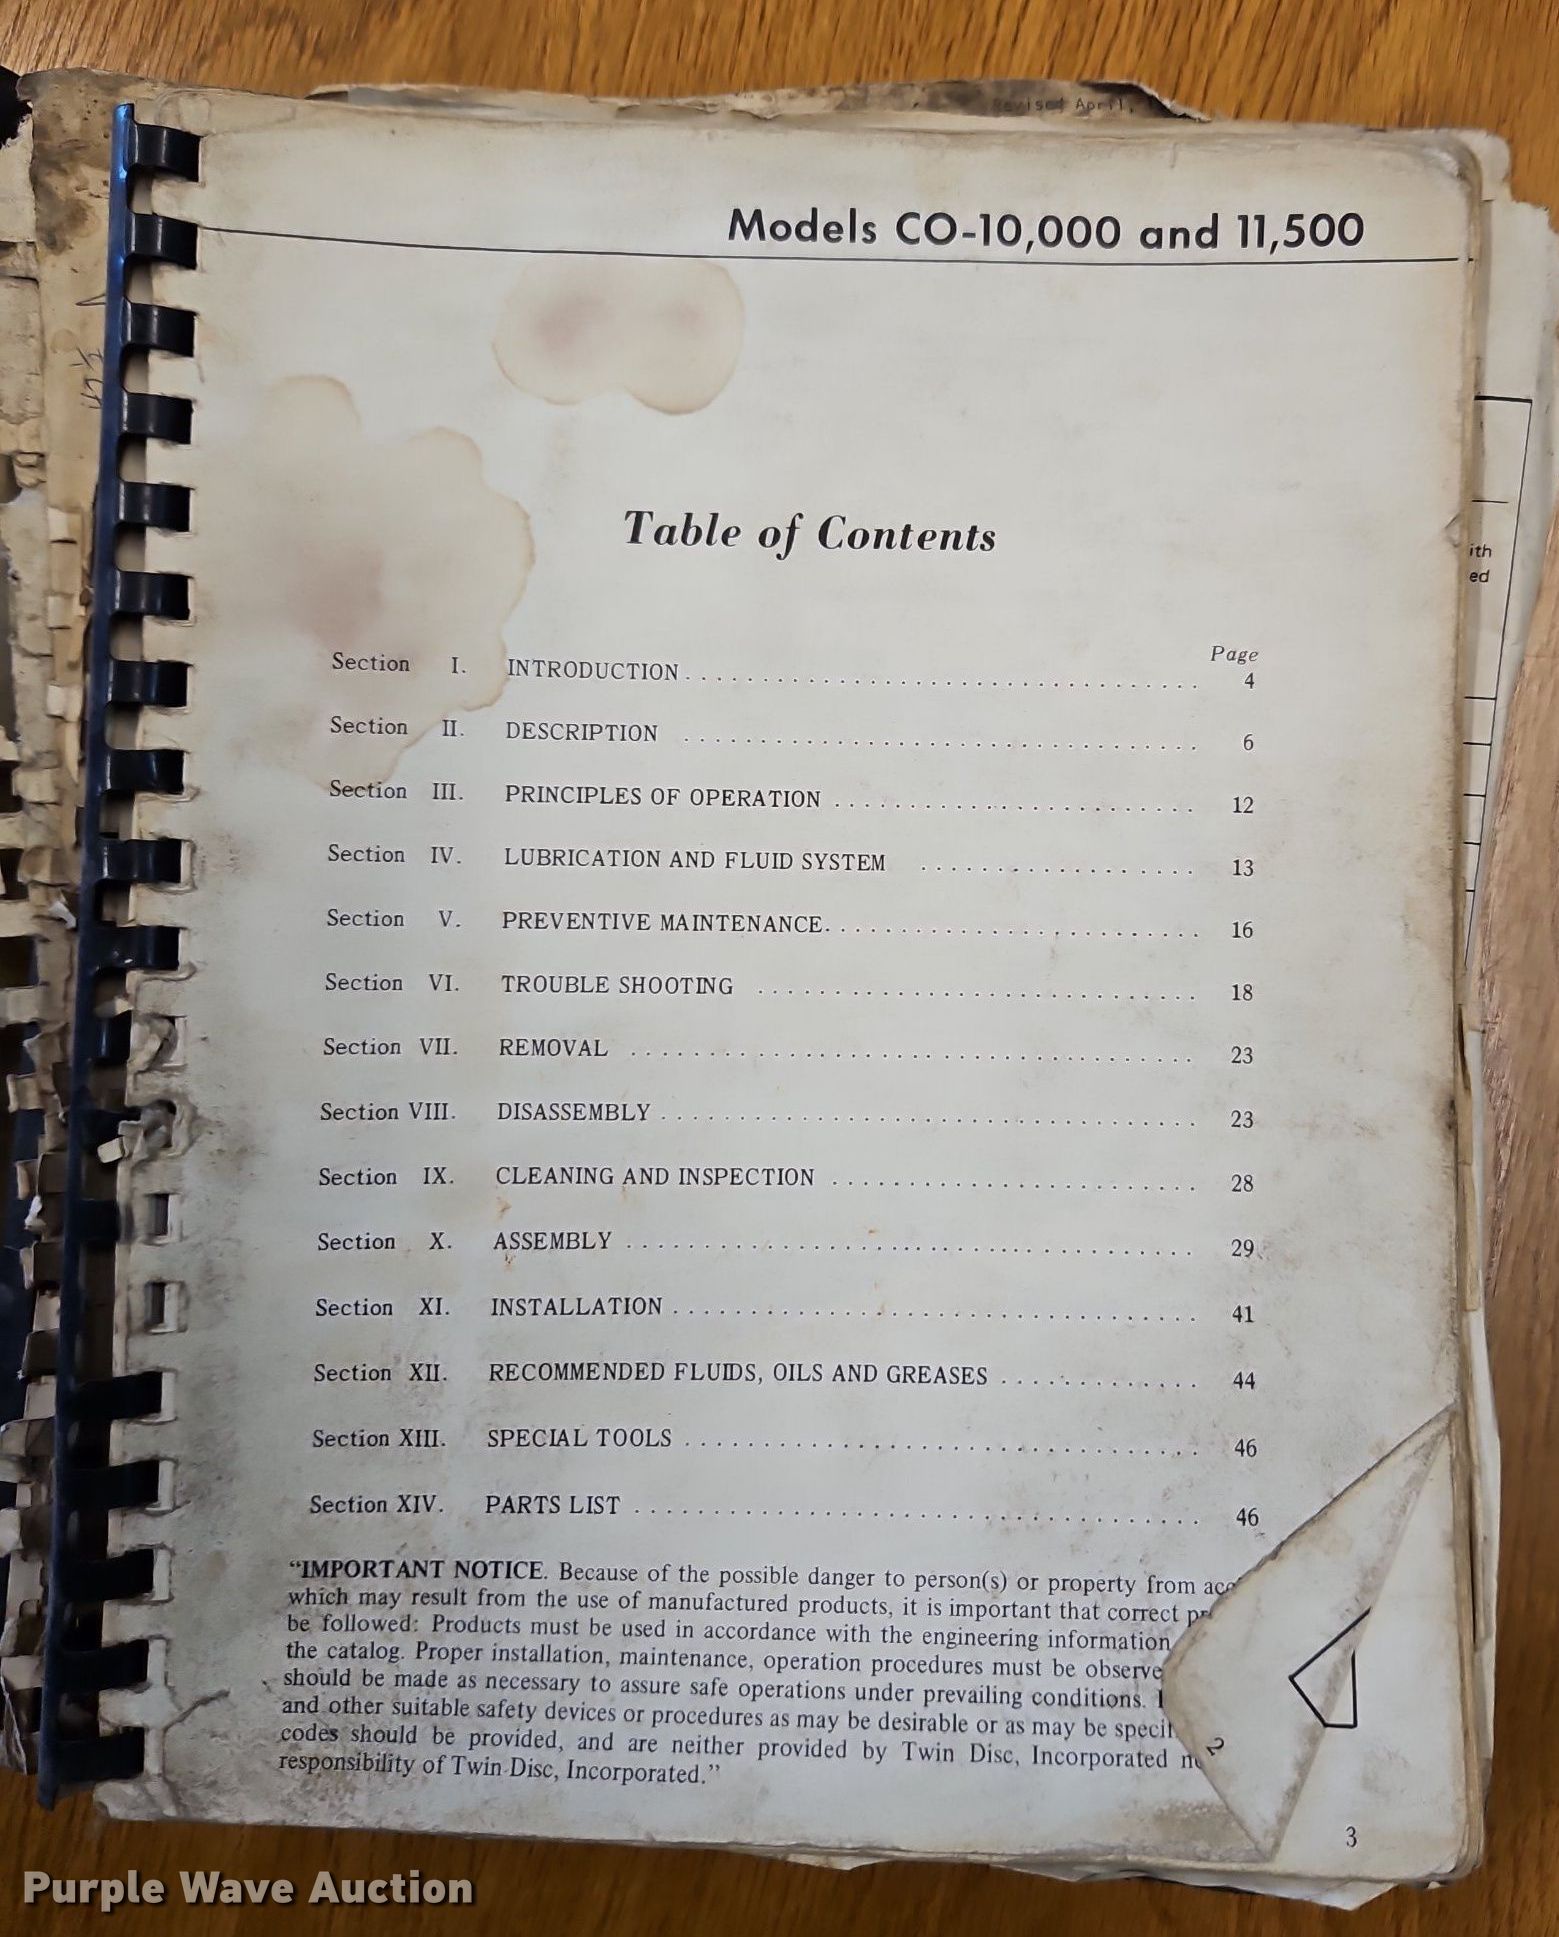 Revised April,
Models CO-10,000 and 11,500
Table of Contents
Page
Section I. INTRODUCTION. . . . . . . . . . . . . . . . . . . . . . . . . . . . . . . . . . 4
Section II. DESCRIPTION . . . . . . . . . . . . . . . . . . . . . . . . . . . . . . . . . . 6
Section III. PRINCIPLES OF OPERATION . . . . . . . . . . . . . . . . . . . . . . . . 12
Section IV. LUBRICATION AND FLUID SYSTEM . . . . . . . . . . . . . . . . . . 13
Section V. PREVENTIVE MAINTENANCE. . . . . . . . . . . . . . . . . . . . . . . . . 16
Section VI. TROUBLE SHOOTING . . . . . . . . . . . . . . . . . . . . . . . . . . . . . 18
Section VII. REMOVAL . . . . . . . . . . . . . . . . . . . . . . . . . . . . . . . . . . . . . 23
Section VIII. DISASSEMBLY . . . . . . . . . . . . . . . . . . . . . . . . . . . . . . . . . . . 23
Section IX. CLEANING AND INSPECTION . . . . . . . . . . . . . . . . . . . . . . . . 28
Section X. ASSEMBLY . . . . . . . . . . . . . . . . . . . . . . . . . . . . . . . . . . . . . 29
Section XI. INSTALLATION . . . . . . . . . . . . . . . . . . . . . . . . . . . . . . . . . . 41
Section XII. RECOMMENDED FLUIDS, OILS AND GREASES . . . . . . . . . . . . . 44
Section XIII. SPECIAL TOOLS . . . . . . . . . . . . . . . . . . . . . . . . . . . . . . . . . . 46
Section XIV. PARTS LIST . . . . . . . . . . . . . . . . . . . . . . . . . . . . . . . . . . . . . 46
“IMPORTANT NOTICE. Because of the possible danger to person(s) or property from
which may result from the use of manufactured products, it is important that correct
be followed: Products must be used in accordance with the engineering information
the catalog. Proper installation, maintenance, operation procedures must be
should be made as necessary to assure safe operations under prevailing conditions.
and other suitable safety devices or procedures as may be desirable or as may be
codes should be provided, and are neither provided by Twin Disc, Incorporated
responsibility of Twin Disc, Incorporated.”
2
3
ith
ed
Purple Wave Auction